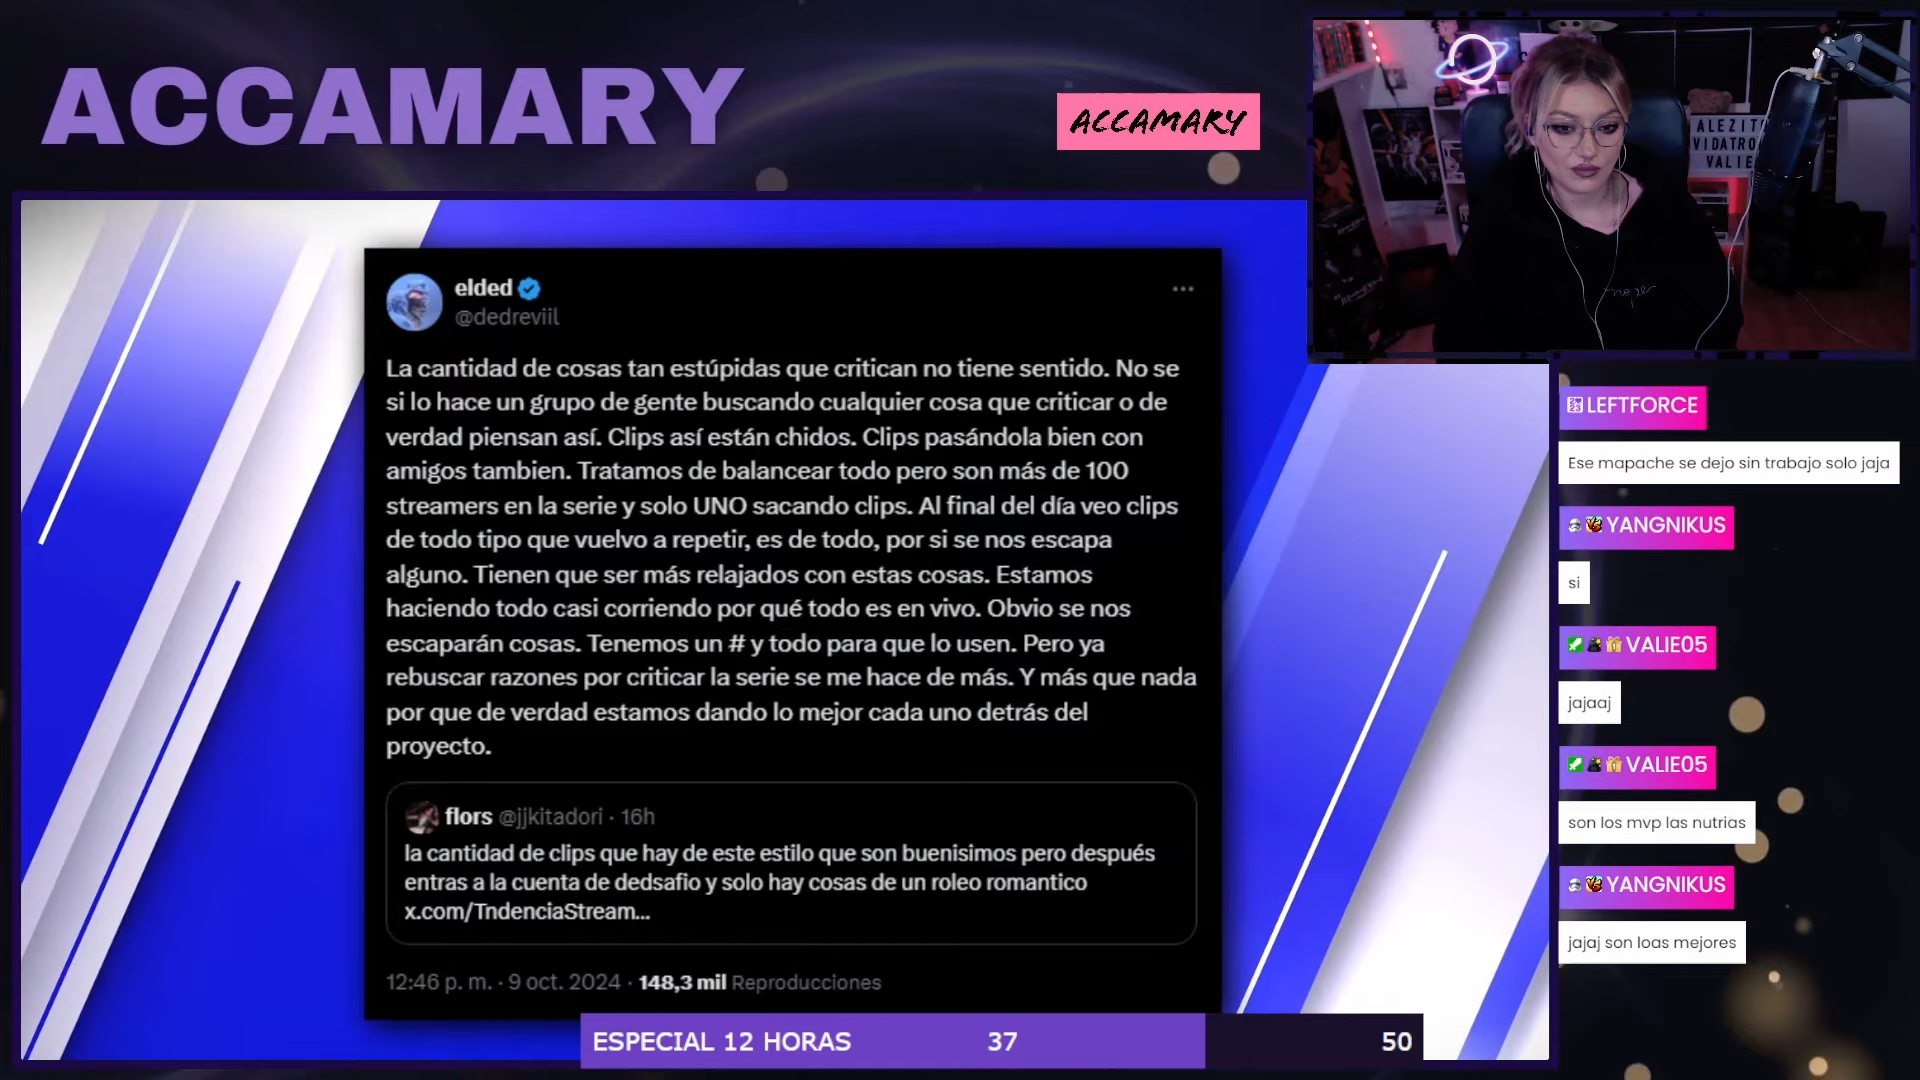 ACCAMARY
ACCAMARY
ALEZIT
VIDATRO
VALIE
nope
elded
@dedreviil
La cantidad de cosas tan estúpidas que critican no tiene sentido. No se
si lo hace un grupo de gente buscando cualquier cosa que criticar o de
verdad piensan así. Clips así están chidos. Clips pasándola bien con
amigos tambien. Tratamos de balancear todo pero son más de 100
streamers en la serie y solo UNO sacando clips. Al final del día veo clips
de todo tipo que vuelvo a repetir, es de todo, por si se nos escapa
alguno. Tienen que ser más relajados con estas cosas. Estamos
haciendo todo casi corriendo por qué todo es en vivo. Obvio se nos
escaparán cosas. Tenemos un # y todo para que lo usen. Pero ya
rebuscar razones por criticar la serie se me hace de más. Y más que nada
por que de verdad estamos dando lo mejor cada uno detrás del
proyecto.
flors @jjkitadori · 16h
la cantidad de clips que hay de este estilo que son buenisimos pero después
entras a la cuenta de dedsafio y solo hay cosas de un roleo romantico
x.com/TndenciaStream...
12:46 p. m. · 9 oct. 2024 · 148,3 mil Reproducciones
ESPECIAL 12 HORAS 37 50
LEFTFORCE
Ese mapache se dejo sin trabajo solo jaja
YANGNIKUS
si
VALIE05
jajaaj
VALIE05
son los mvp las nutrias
YANGNIKUS
jajaj son loas mejores